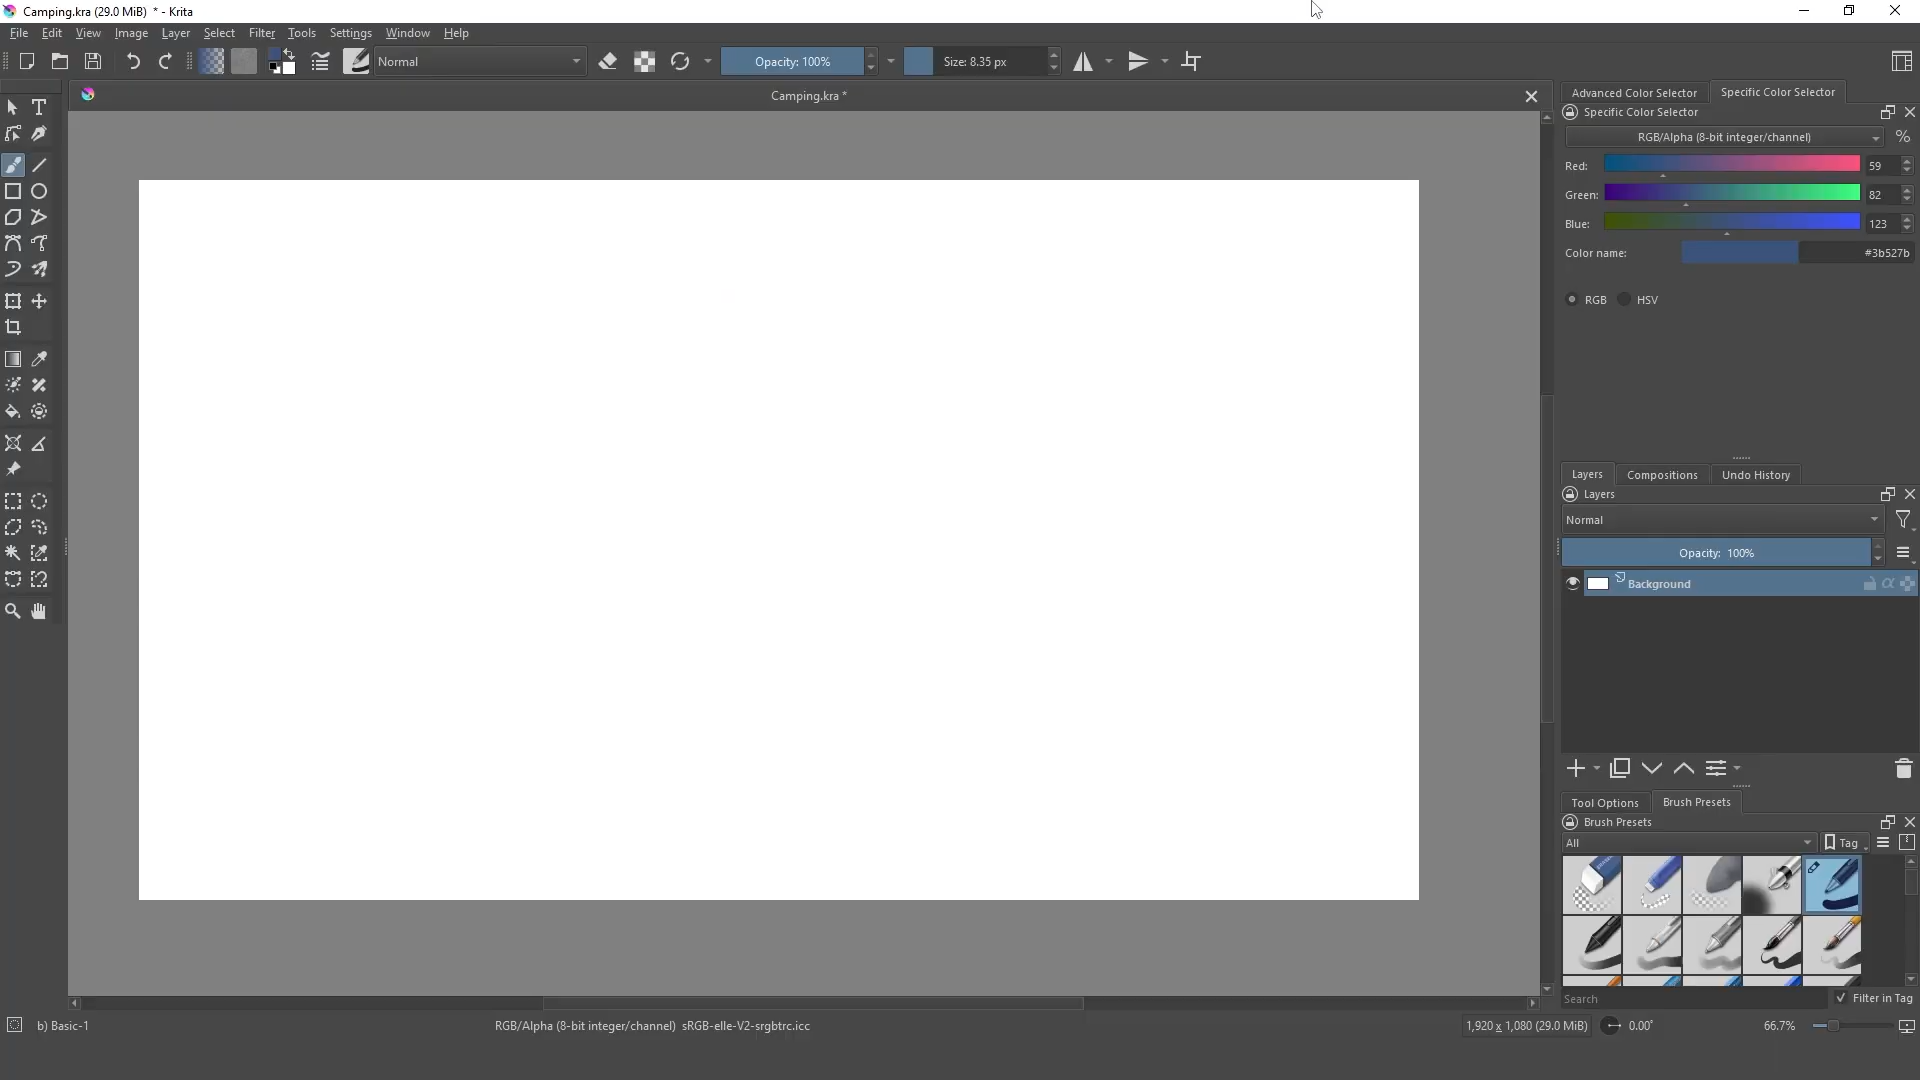 Camping.kra (29.0 MiB) * - Krita
File Edit View Image Layer Select Filter Tools Settings Window Help
Normal
Opacity: 100%
Size: 8.35 px
Camping.kra *
Advanced Color Selector
Specific Color Selector
Specific Color Selector
RGB/Alpha (8-bit integer/channel)
%
Red: 59
Green: 82
Blue: 123
Color name: #3b527b
RGB HSV
Layers Compositions Undo History
Layers
Normal
Opacity: 100%
Background
Tool Options Brush Presets
Brush Presets
All
Tag
Search
Filter in Tag
b) Basic-1
RGB/Alpha (8-bit integer/channel) sRGB-elle-V2-srgbtrc.icc
1,920 x 1,080 (29.0 MiB)
0.00°
66.7%